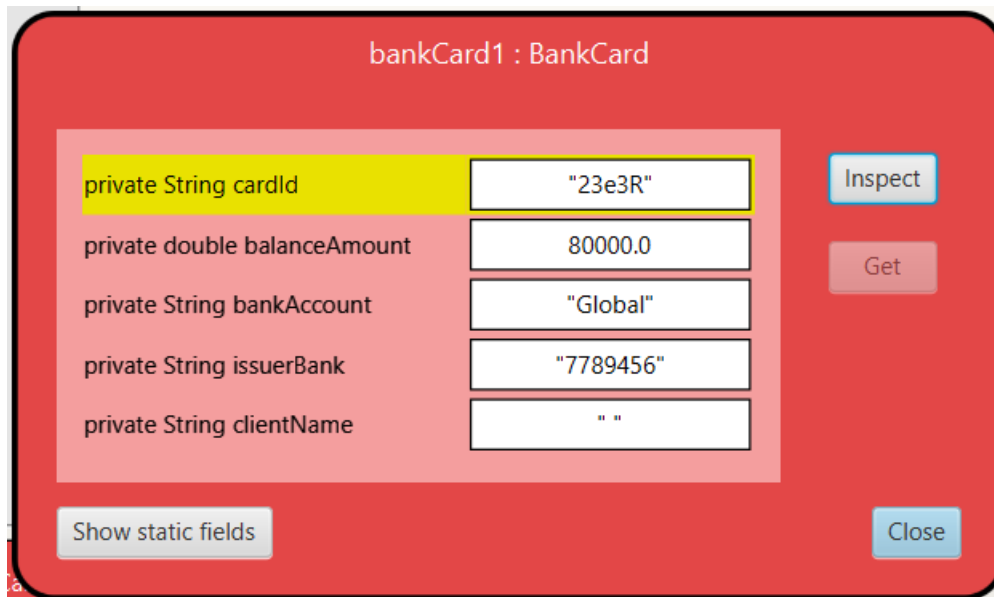 bankCard1 : BankCard
private String cardId "23e3R"
Inspect
private double balanceAmount 80000.0
Get
private String bankAccount "Global"
private String issuerBank "7789456"
private String clientName " "
Show static fields Close
Ca